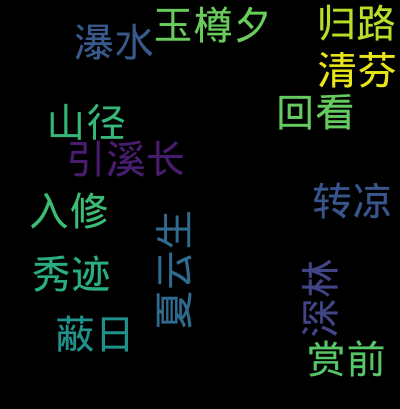 玉樽夕
归路
瀑水
清芬
回看
山径
引溪长
入修
转凉
夏云生
秀迹
深林
蔽日
赏前